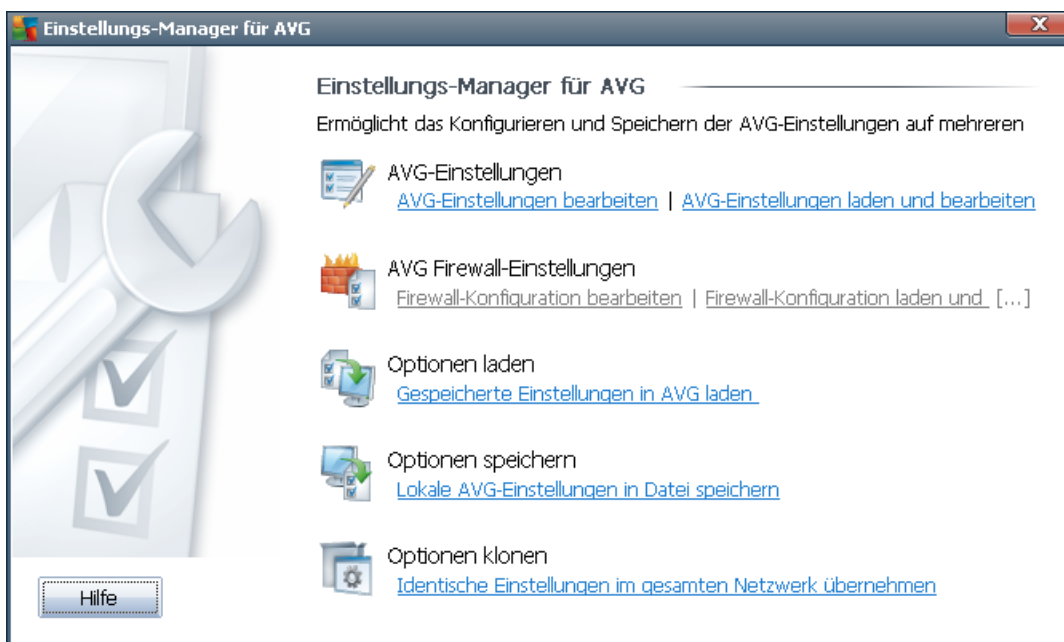 Einstellungs-Manager für AVG
Einstellungs-Manager für AVG
Ermöglicht das Konfigurieren und Speichern der AVG-Einstellungen auf mehreren
AVG-Einstellungen
AVG-Einstellungen bearbeiten | AVG-Einstellungen laden und bearbeiten
AVG Firewall-Einstellungen
Firewall-Konfiguration bearbeiten | Firewall-Konfiguration laden und [...]
Optionen laden
Gespeicherte Einstellungen in AVG laden
Optionen speichern
Lokale AVG-Einstellungen in Datei speichern
Optionen klonen
Identische Einstellungen im gesamten Netzwerk übernehmen
Hilfe